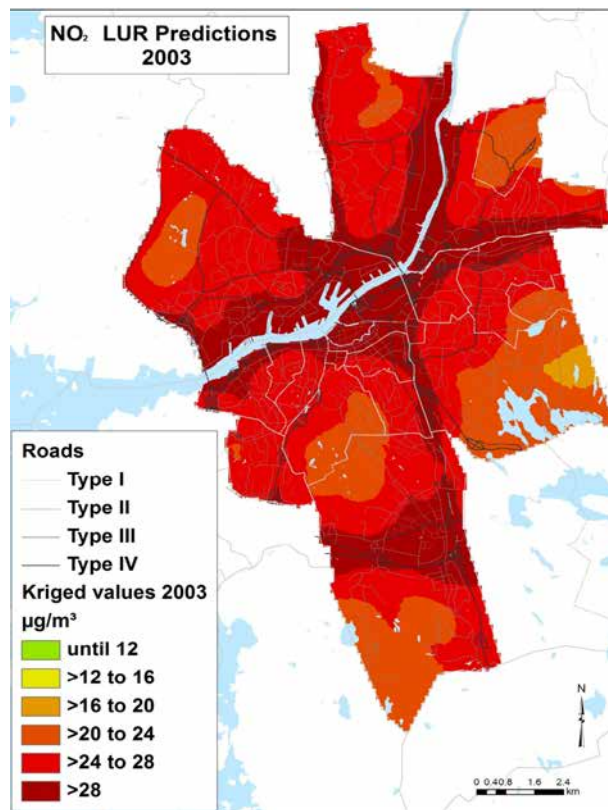 NO₂ LUR Predictions
2003
Roads
Type I
Type II
Type III
Type IV
Kriged values 2003
µg/m³
until 12
>12 to 16
>16 to 20
>20 to 24
>24 to 28
>28
N
0 0.40.8 1.6 2.4
km